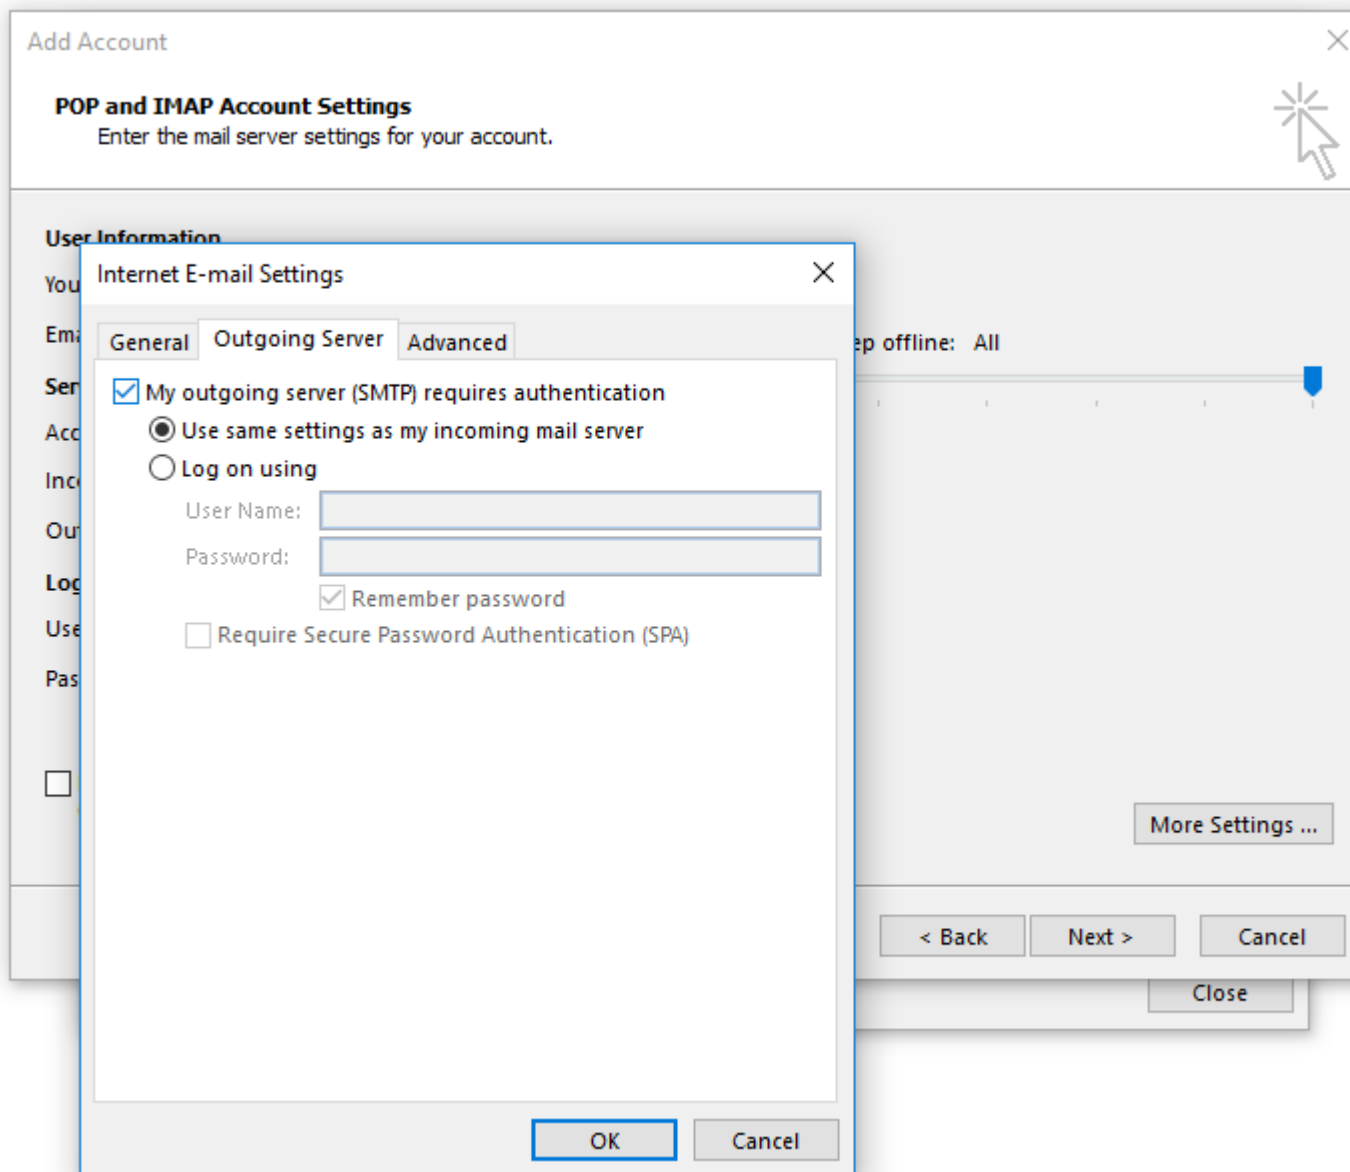 Add Account
POP and IMAP Account Settings
Enter the mail server settings for your account.
User Information
Internet E-mail Settings
General Outgoing Server Advanced
offline: All
My outgoing server (SMTP) requires authentication
Use same settings as my incoming mail server
Log on using
User Name:
Password:
Remember password
Require Secure Password Authentication (SPA)
More Settings ...
< Back Next > Cancel
Close
OK Cancel